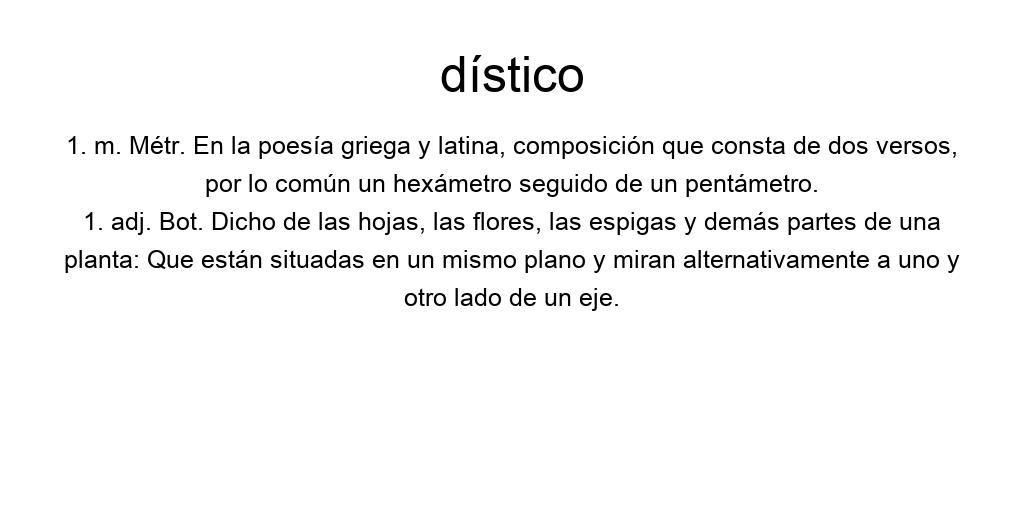 dístico
1. m. Métr. En la poesía griega y latina, composición que consta de dos versos,
por lo común un hexámetro seguido de un pentámetro.
1. adj. Bot. Dicho de las hojas, las flores, las espigas y demás partes de una
planta: Que están situadas en un mismo plano y miran alternativamente a uno y
otro lado de un eje.